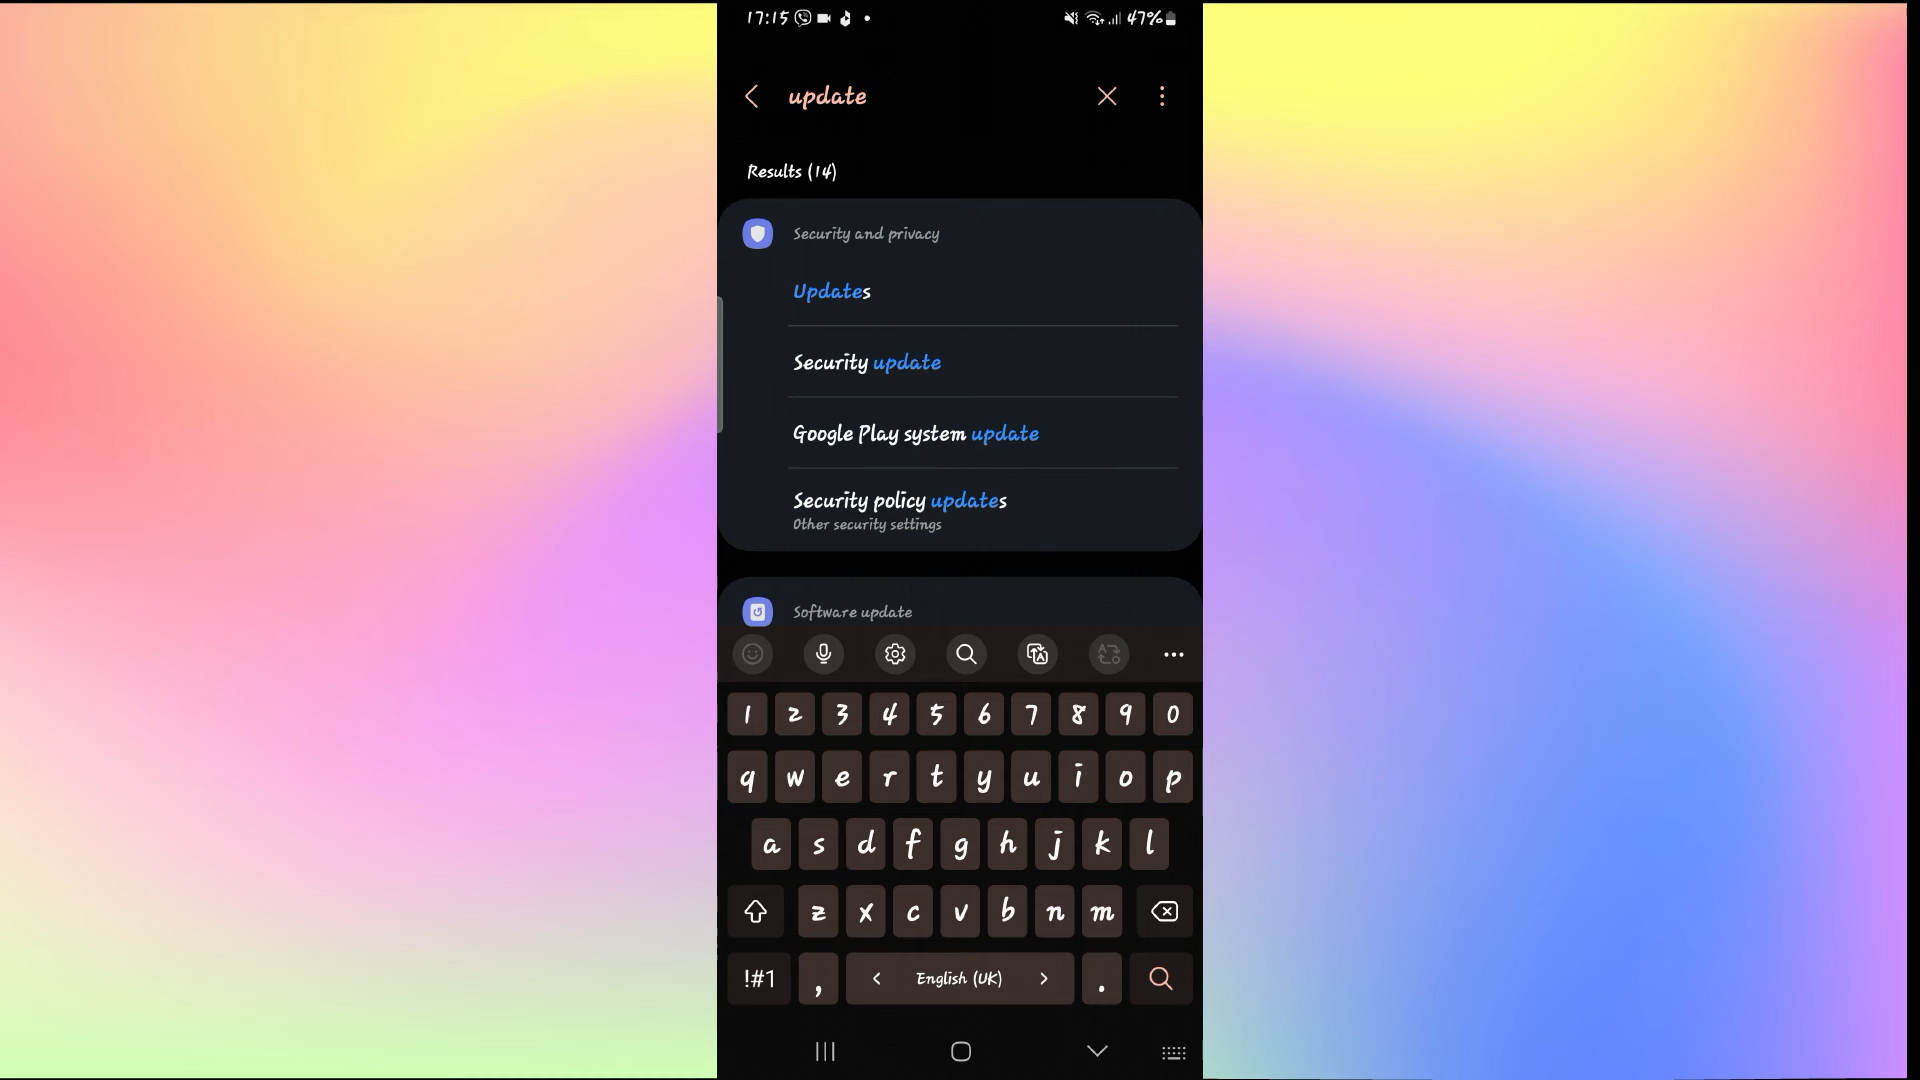 17:15 47%
update
Results (14)
Security and privacy
Updates
Security update
Google Play system update
Security policy updates
Other security settings
Software update
1 2 3 4 5 6 7 8 9 0
q w e r t y u i o p
a s d f g h j k l
z x c v b n m
!#1 , < English (UK) > .